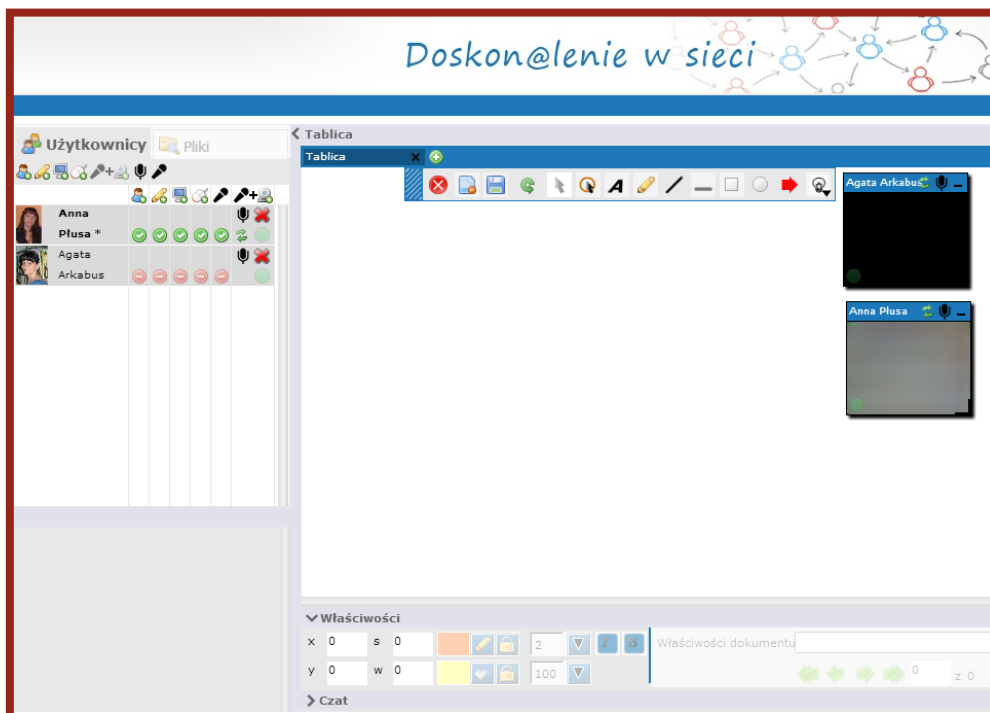 Doskon@lenie w sieci
Użytkownicy Pliki
Tablica
Tablica
A
Anna
Płusa *
Agata
Arkabus
Agata Arkabus
Anna Płusa
Właściwości
x 0 s 0 2 I B Właściwości dokumentu
y 0 w 0 100 0 z 0
Czat